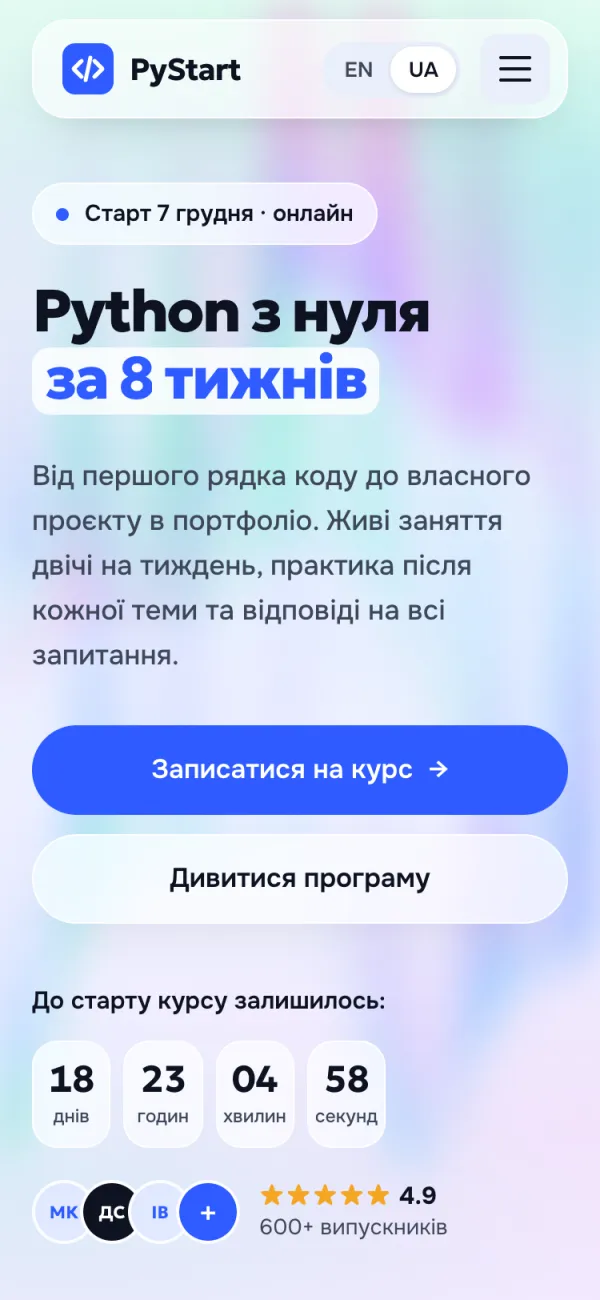 PyStart
EN UA
Старт 7 грудня · онлайн
Python з нуля
за 8 тижнів
Від першого рядка коду до власного
проєкту в портфоліо. Живі заняття
двічі на тиждень, практика після
кожної теми та відповіді на всі
запитання.
Записатися на курс →
Дивитися програму
До старту курсу залишилось:
18 23 04 58
днів годин хвилин секунд
МК ДС ІВ +
★★★★★ 4.9
600+ випускників